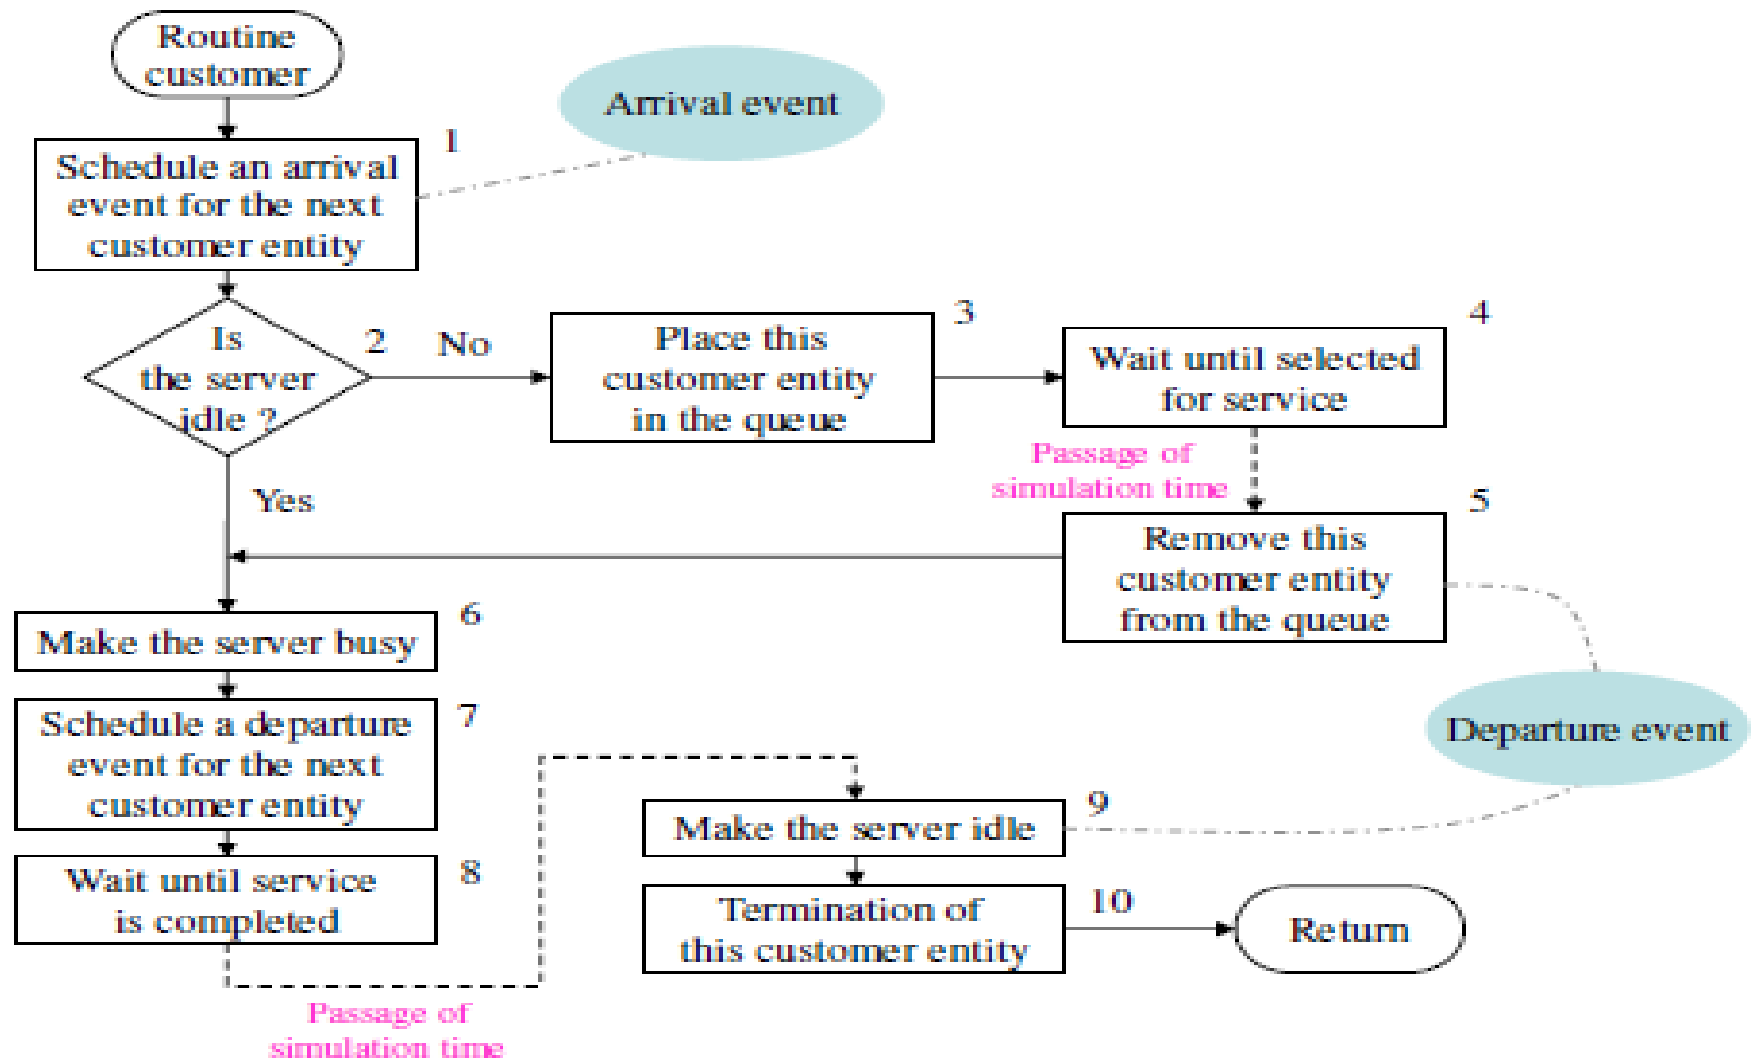 Routine
customer
Arrival event
1
Schedule an arrival
event for the next
customer entity
Is
the server
idle ?
2
No
3
Place this
customer entity
in the queue
4
Wait until selected
for service
Passage of
simulation time
Yes
5
Remove this
customer entity
from the queue
6
Make the server busy
7
Schedule a departure
event for the next
customer entity
Departure event
8
Wait until service
is completed
9
Make the server idle
10
Termination of
this customer entity
Return
Passage of
simulation time